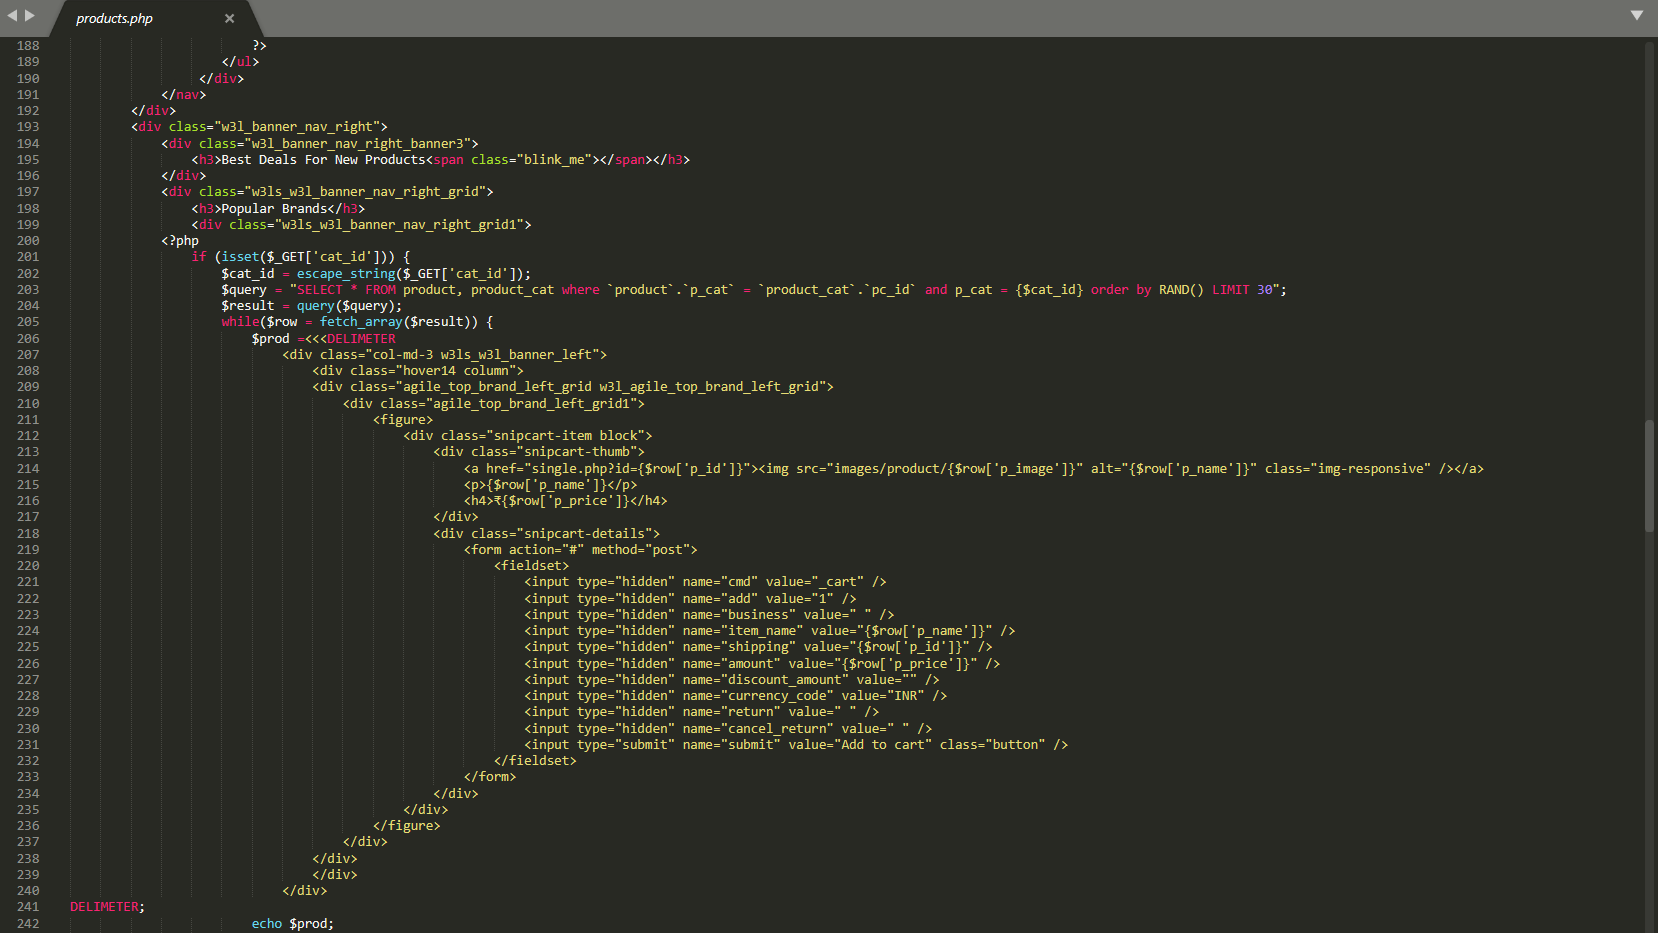 products.php ×
188 ?>
189 </ul>
190 </div>
191 </nav>
192 </div>
193 <div class="w3l_banner_nav_right">
194 <div class="w3l_banner_nav_right_banner3">
195 <h3>Best Deals For New Products<span class="blink_me"></span></h3>
196 </div>
197 <div class="w3ls_w3l_banner_nav_right_grid">
198 <h3>Popular Brands</h3>
199 <div class="w3ls_w3l_banner_nav_right_grid1">
200 <?php
201 if (isset($_GET['cat_id'])) {
202 $cat_id = escape_string($_GET['cat_id']);
203 $query = "SELECT * FROM product, product_cat where `product`.`p_cat` = `product_cat`.`pc_id` and p_cat = {$cat_id} order by RAND() LIMIT 30";
204 $result = query($query);
205 while($row = fetch_array($result)) {
206 $prod =<<<DELIMETER
207 <div class="col-md-3 w3ls_w3l_banner_left">
208 <div class="hover14 column">
209 <div class="agile_top_brand_left_grid w3l_agile_top_brand_left_grid">
210 <div class="agile_top_brand_left_grid1">
211 <figure>
212 <div class="snipcart-item block">
213 <div class="snipcart-thumb">
214 <a href="single.php?id={$row['p_id']}"><img src="images/product/{$row['p_image']}" alt="{$row['p_name']}" class="img-responsive" /></a>
215 <p>{$row['p_name']}</p>
216 <h4>₹{$row['p_price']}</h4>
217 </div>
218 <div class="snipcart-details">
219 <form action="#" method="post">
220 <fieldset>
221 <input type="hidden" name="cmd" value="_cart" />
222 <input type="hidden" name="add" value="1" />
223 <input type="hidden" name="business" value=" " />
224 <input type="hidden" name="item_name" value="{$row['p_name']}" />
225 <input type="hidden" name="shipping" value="{$row['p_id']}" />
226 <input type="hidden" name="amount" value="{$row['p_price']}" />
227 <input type="hidden" name="discount_amount" value="" />
228 <input type="hidden" name="currency_code" value="INR" />
229 <input type="hidden" name="return" value=" " />
230 <input type="hidden" name="cancel_return" value=" " />
231 <input type="submit" name="submit" value="Add to cart" class="button" />
232 </fieldset>
233 </form>
234 </div>
235 </div>
236 </figure>
237 </div>
238 </div>
239 </div>
240 </div>
241 DELIMETER;
242 echo $prod;